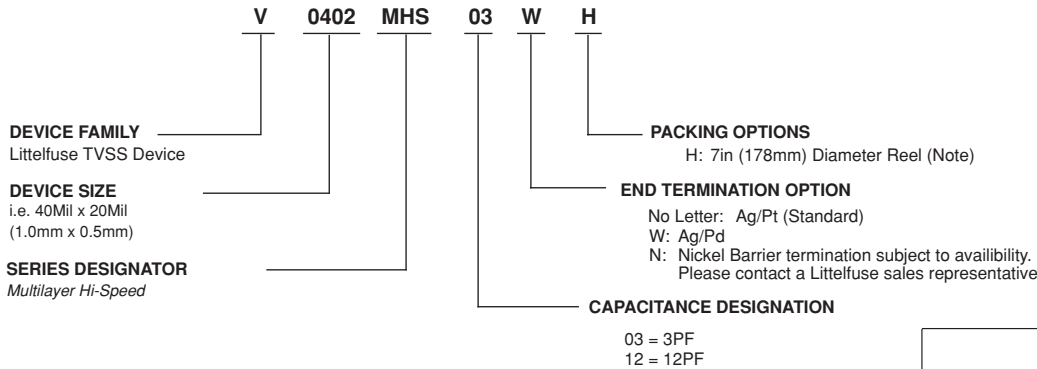 V 0402 MHS 03 W H
DEVICE FAMILY
Littelfuse TVSS Device
DEVICE SIZE
i.e. 40Mil x 20Mil
(1.0mm x 0.5mm)
SERIES DESIGNATOR
Multilayer Hi-Speed
PACKING OPTIONS
H: 7in (178mm) Diameter Reel (Note)
END TERMINATION OPTION
No Letter: Ag/Pt (Standard)
W: Ag/Pd
N: Nickel Barrier termination subject to availibility.
Please contact a Littelfuse sales representative
CAPACITANCE DESIGNATION
03 = 3PF
12 = 12PF